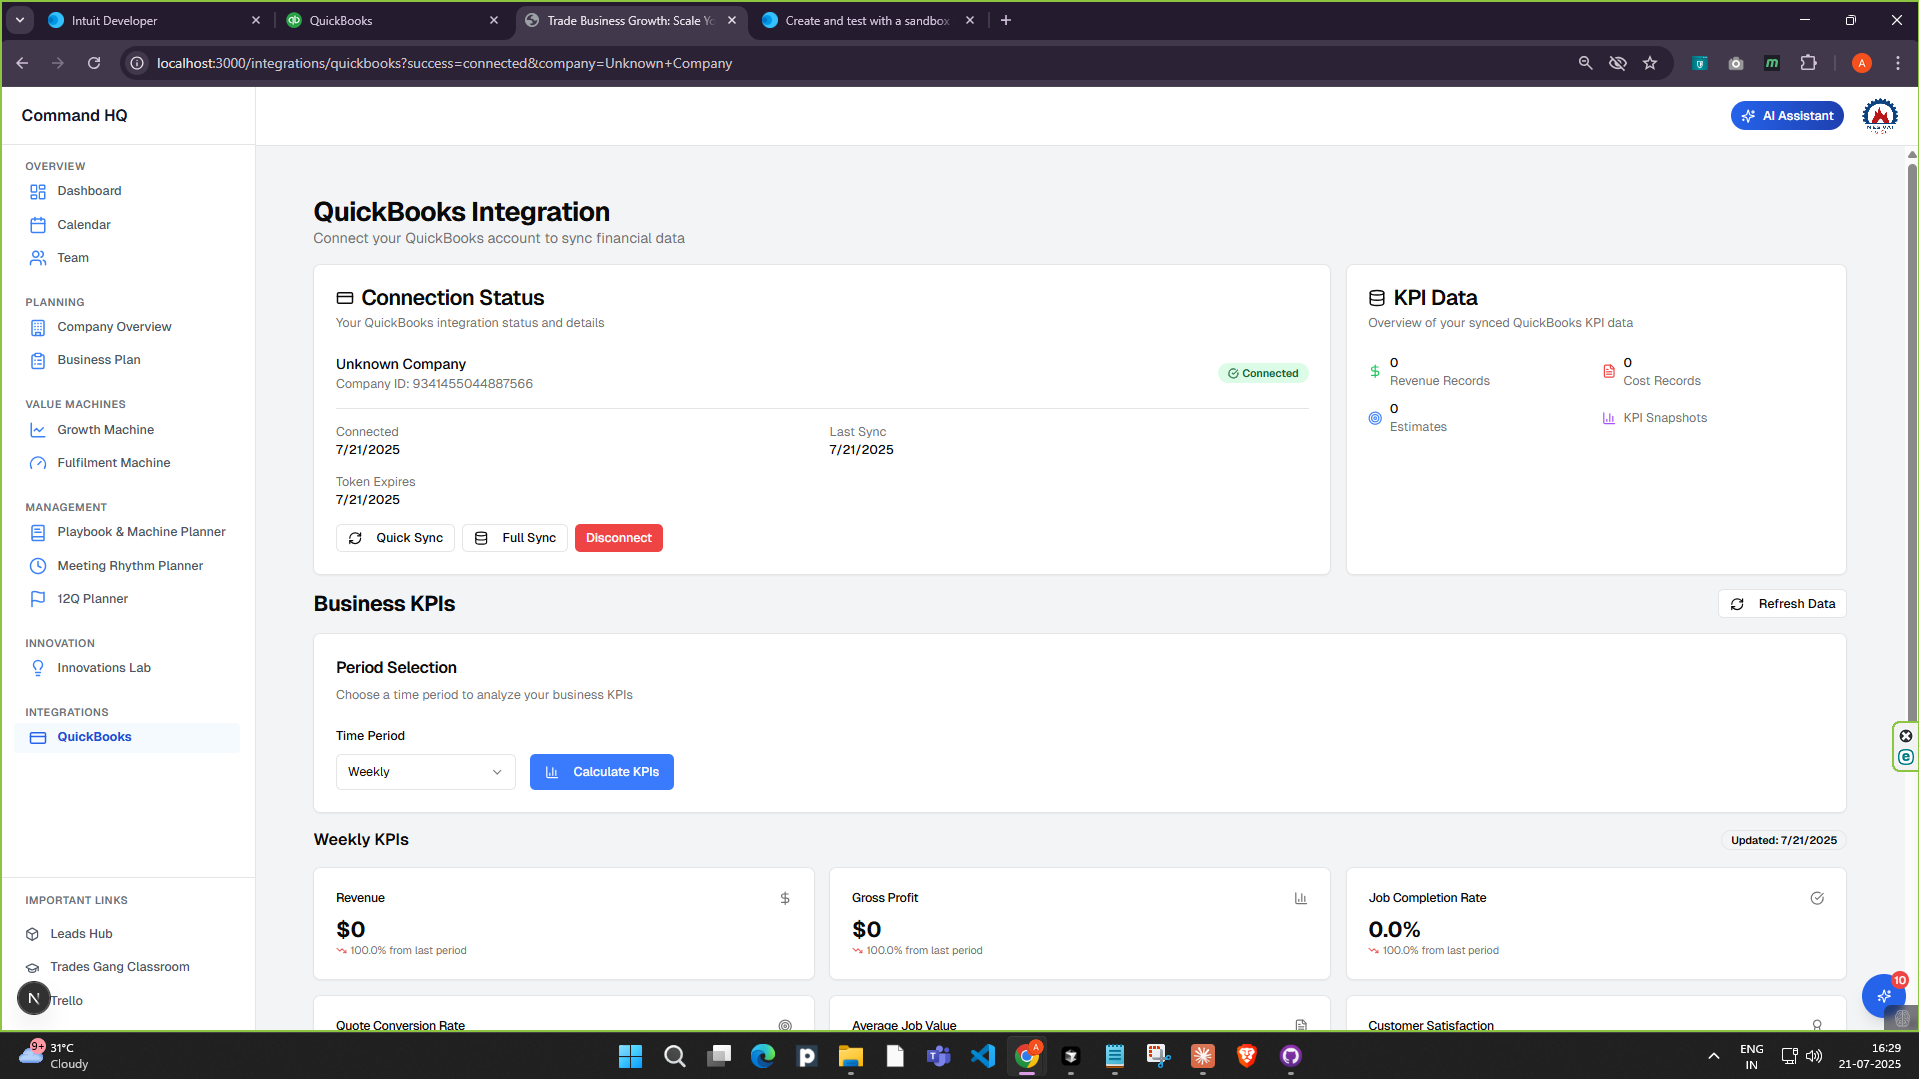 Intuit Developer
QuickBooks
Trade Business Growth: Scale Yo
Create and test with a sandbox
localhost:3000/integrations/quickbooks?success=connected&company=Unknown+Company
A
Command HQ
AI Assistant
OVERVIEW
Dashboard
Calendar
Team
PLANNING
Company Overview
Business Plan
VALUE MACHINES
Growth Machine
Fulfilment Machine
MANAGEMENT
Playbook & Machine Planner
Meeting Rhythm Planner
12Q Planner
INNOVATION
Innovations Lab
INTEGRATIONS
QuickBooks
IMPORTANT LINKS
Leads Hub
Trades Gang Classroom
Trello
N
QuickBooks Integration
Connect your QuickBooks account to sync financial data
Connection Status
Your QuickBooks integration status and details
Unknown Company
Company ID: 9341455044887566
Connected
Connected
7/21/2025
Last Sync
7/21/2025
Token Expires
7/21/2025
Quick Sync
Full Sync
Disconnect
KPI Data
Overview of your synced QuickBooks KPI data
0
Revenue Records
0
Cost Records
0
Estimates
KPI Snapshots
Business KPIs
Refresh Data
Period Selection
Choose a time period to analyze your business KPIs
Time Period
Weekly
Calculate KPIs
Weekly KPIs
Updated: 7/21/2025
Revenue
$0
100.0% from last period
Gross Profit
$0
100.0% from last period
Job Completion Rate
0.0%
100.0% from last period
Quote Conversion Rate
Average Job Value
Customer Satisfaction
10
9+
31°C
Cloudy
A
ENG
IN
16:29
21-07-2025